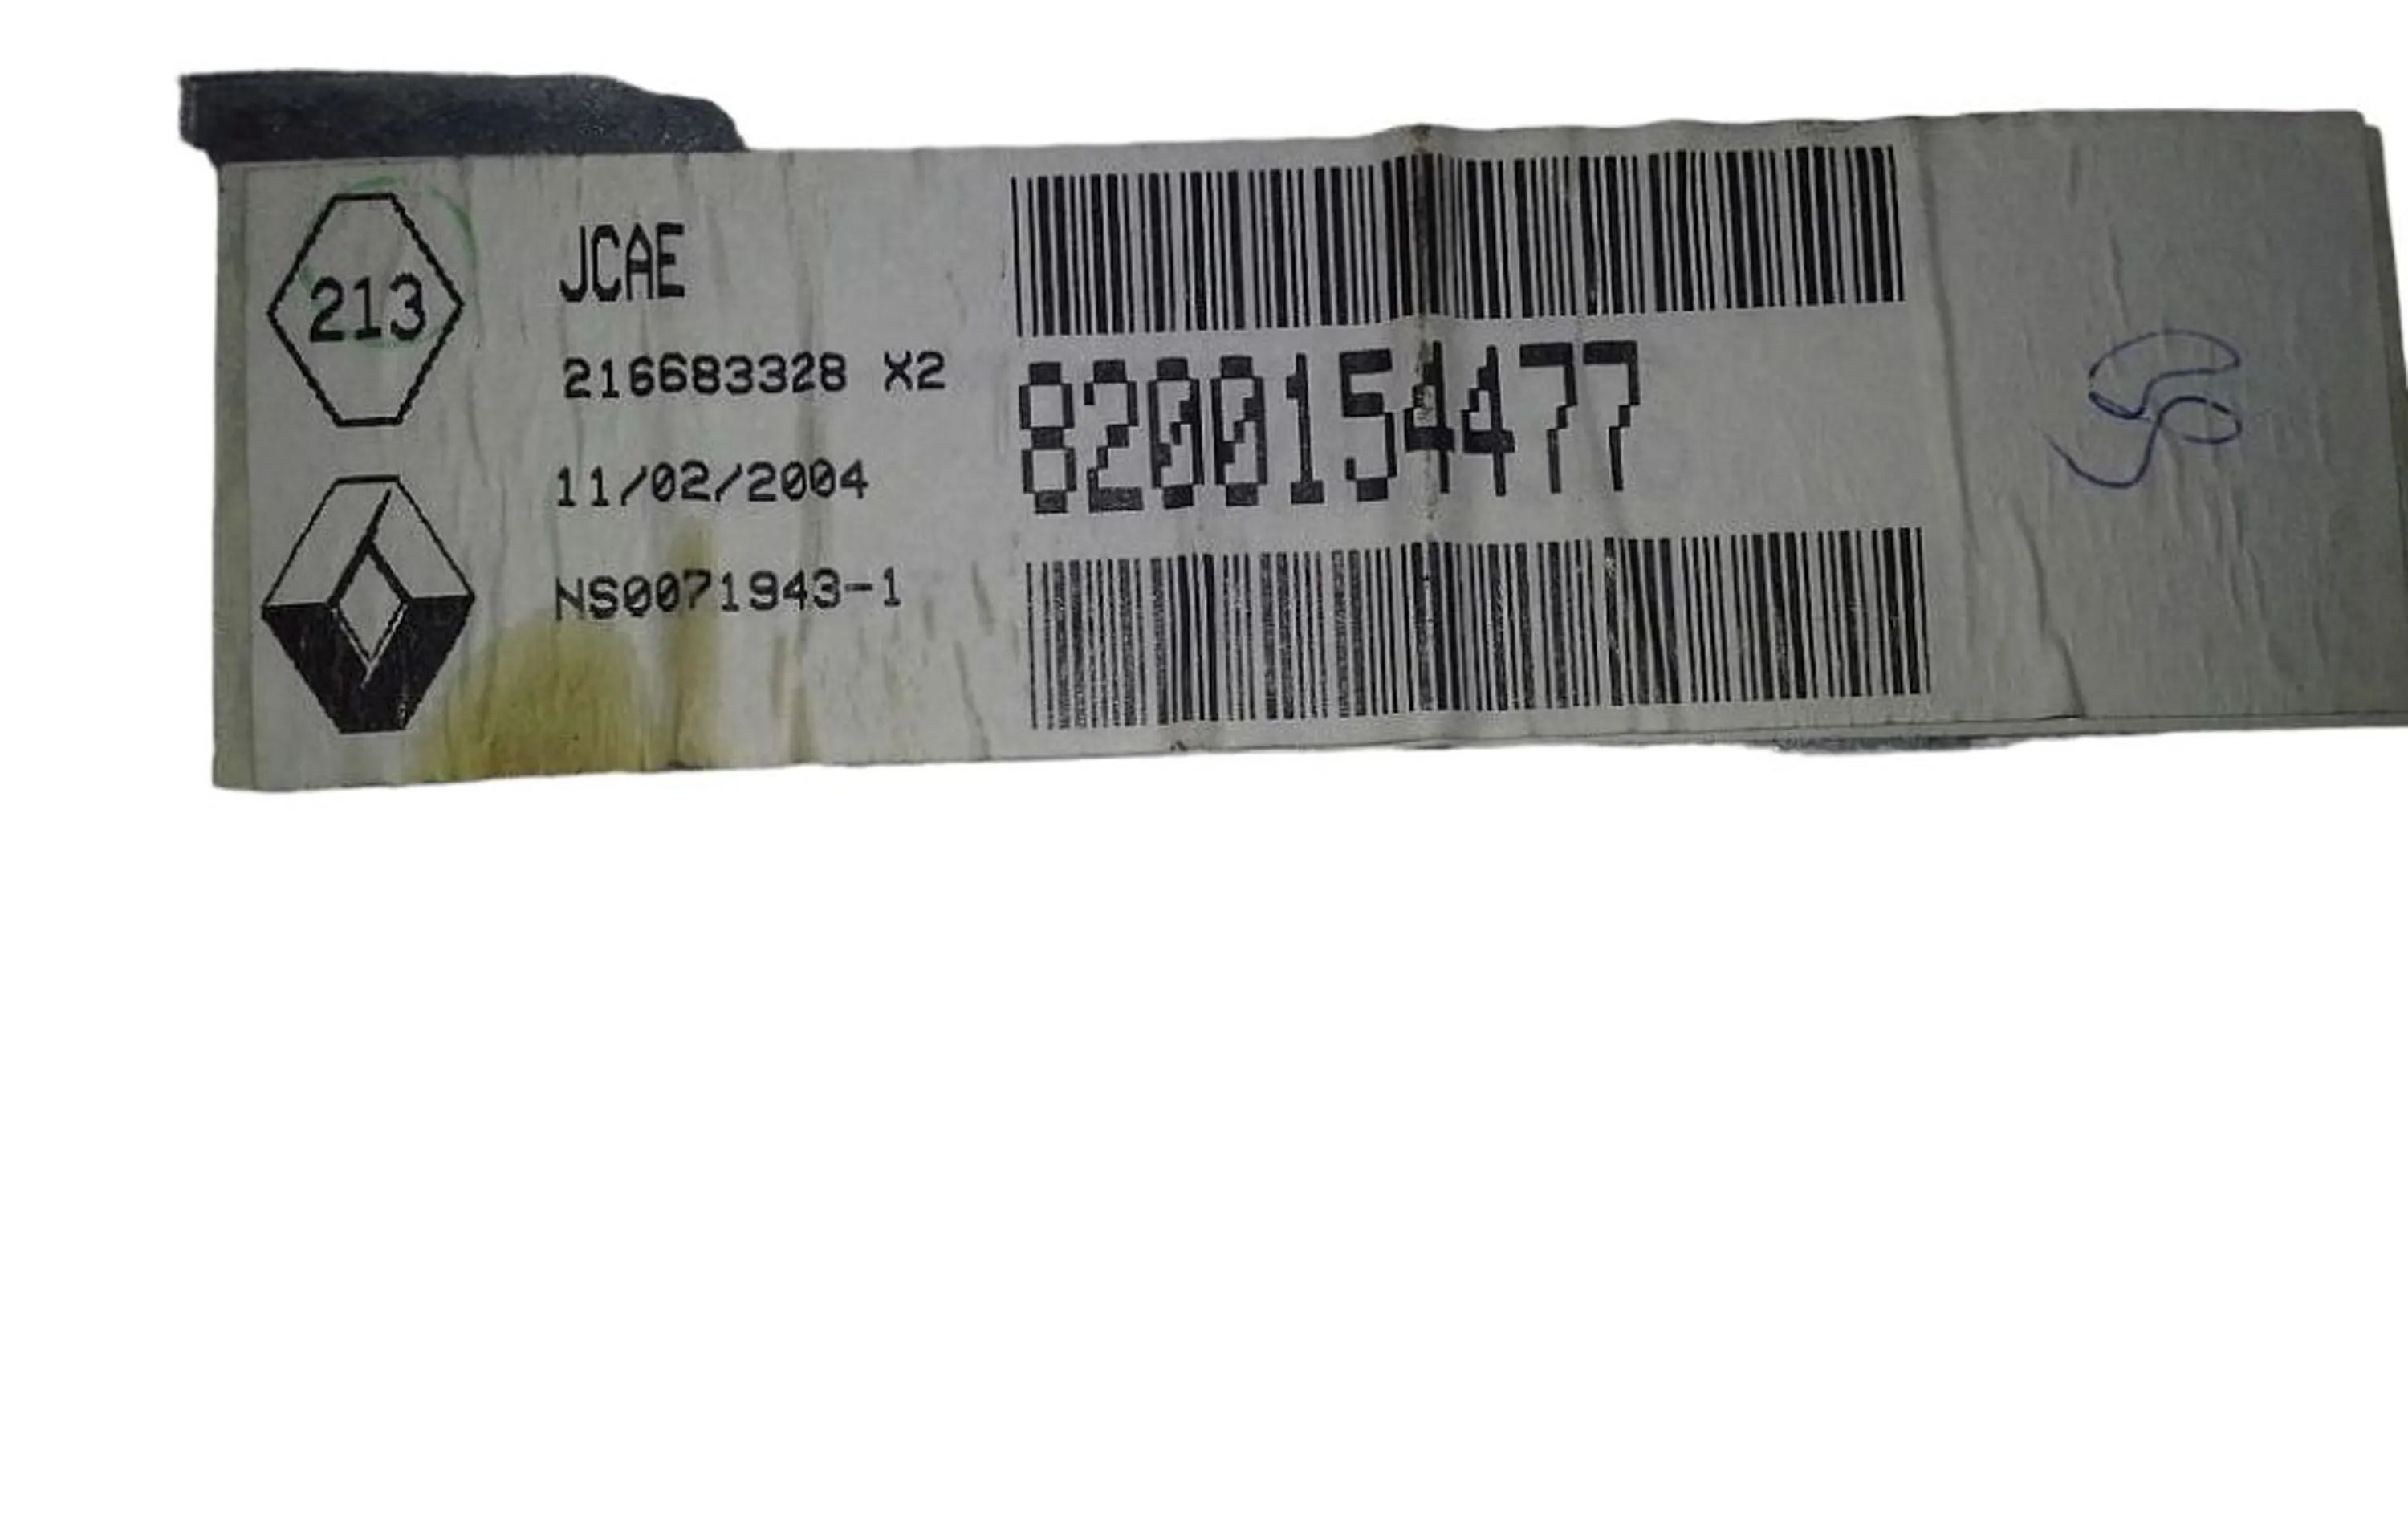 213
JCAE
216683328 X2
11/02/2004
NS0071943-1
8200154477